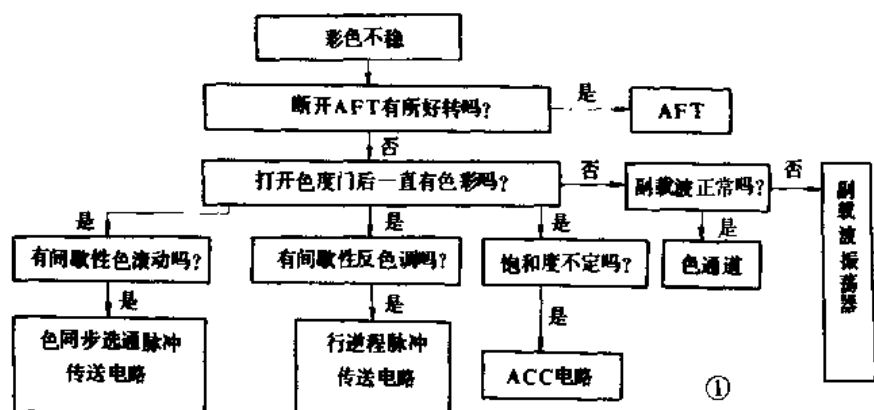 彩色不稳
断开AFT有所好转吗?
是
AFT
否
打开色度门后一直有色彩吗?
否
副载波正常吗?
否
副载波振荡器
是
是
是
是
有间歇性色滚动吗?
有间歇性反色调吗?
饱和度不定吗?
色通道
是
是
是
色同步选通脉冲
传送电路
行逆程脉冲
传送电路
ACC电路
①